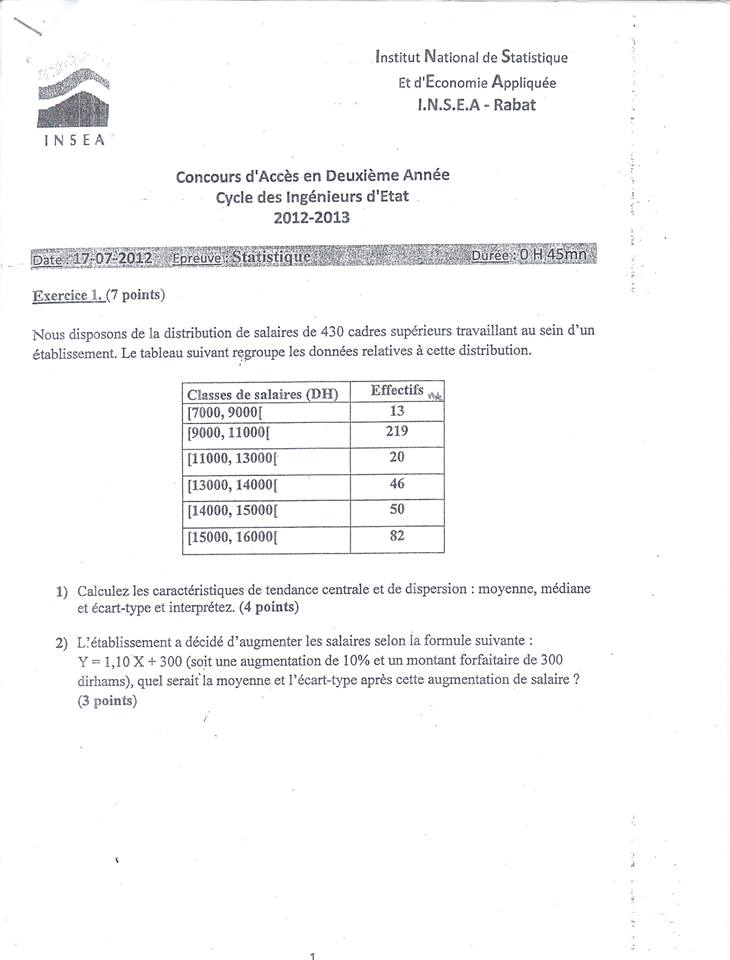 INSEA
Institut National de Statistique
Et d'Economie Appliquée
I.N.S.E.A - Rabat
Concours d'Accès en Deuxième Année
Cycle des Ingénieurs d'Etat
2012-2013
Date : 17-07-2012 Epreuve : Statistique Durée : 0 H 45mn
Exercice 1. (7 points)
Nous disposons de la distribution de salaires de 430 cadres supérieurs travaillant au sein d'un
établissement. Le tableau suivant regroupe les données relatives à cette distribution.
Classes de salaires (DH) Effectifs
[7000, 9000[ 13
[9000, 11000[ 219
[11000, 13000[ 20
[13000, 14000[ 46
[14000, 15000[ 50
[15000, 16000[ 82
1) Calculez les caractéristiques de tendance centrale et de dispersion : moyenne, médiane
et écart-type et interprétez. (4 points)
2) L'établissement a décidé d'augmenter les salaires selon la formule suivante :
Y = 1,10 X + 300 (soit une augmentation de 10% et un montant forfaitaire de 300
dirhams), quel serait la moyenne et l'écart-type après cette augmentation de salaire ?
(3 points)
1